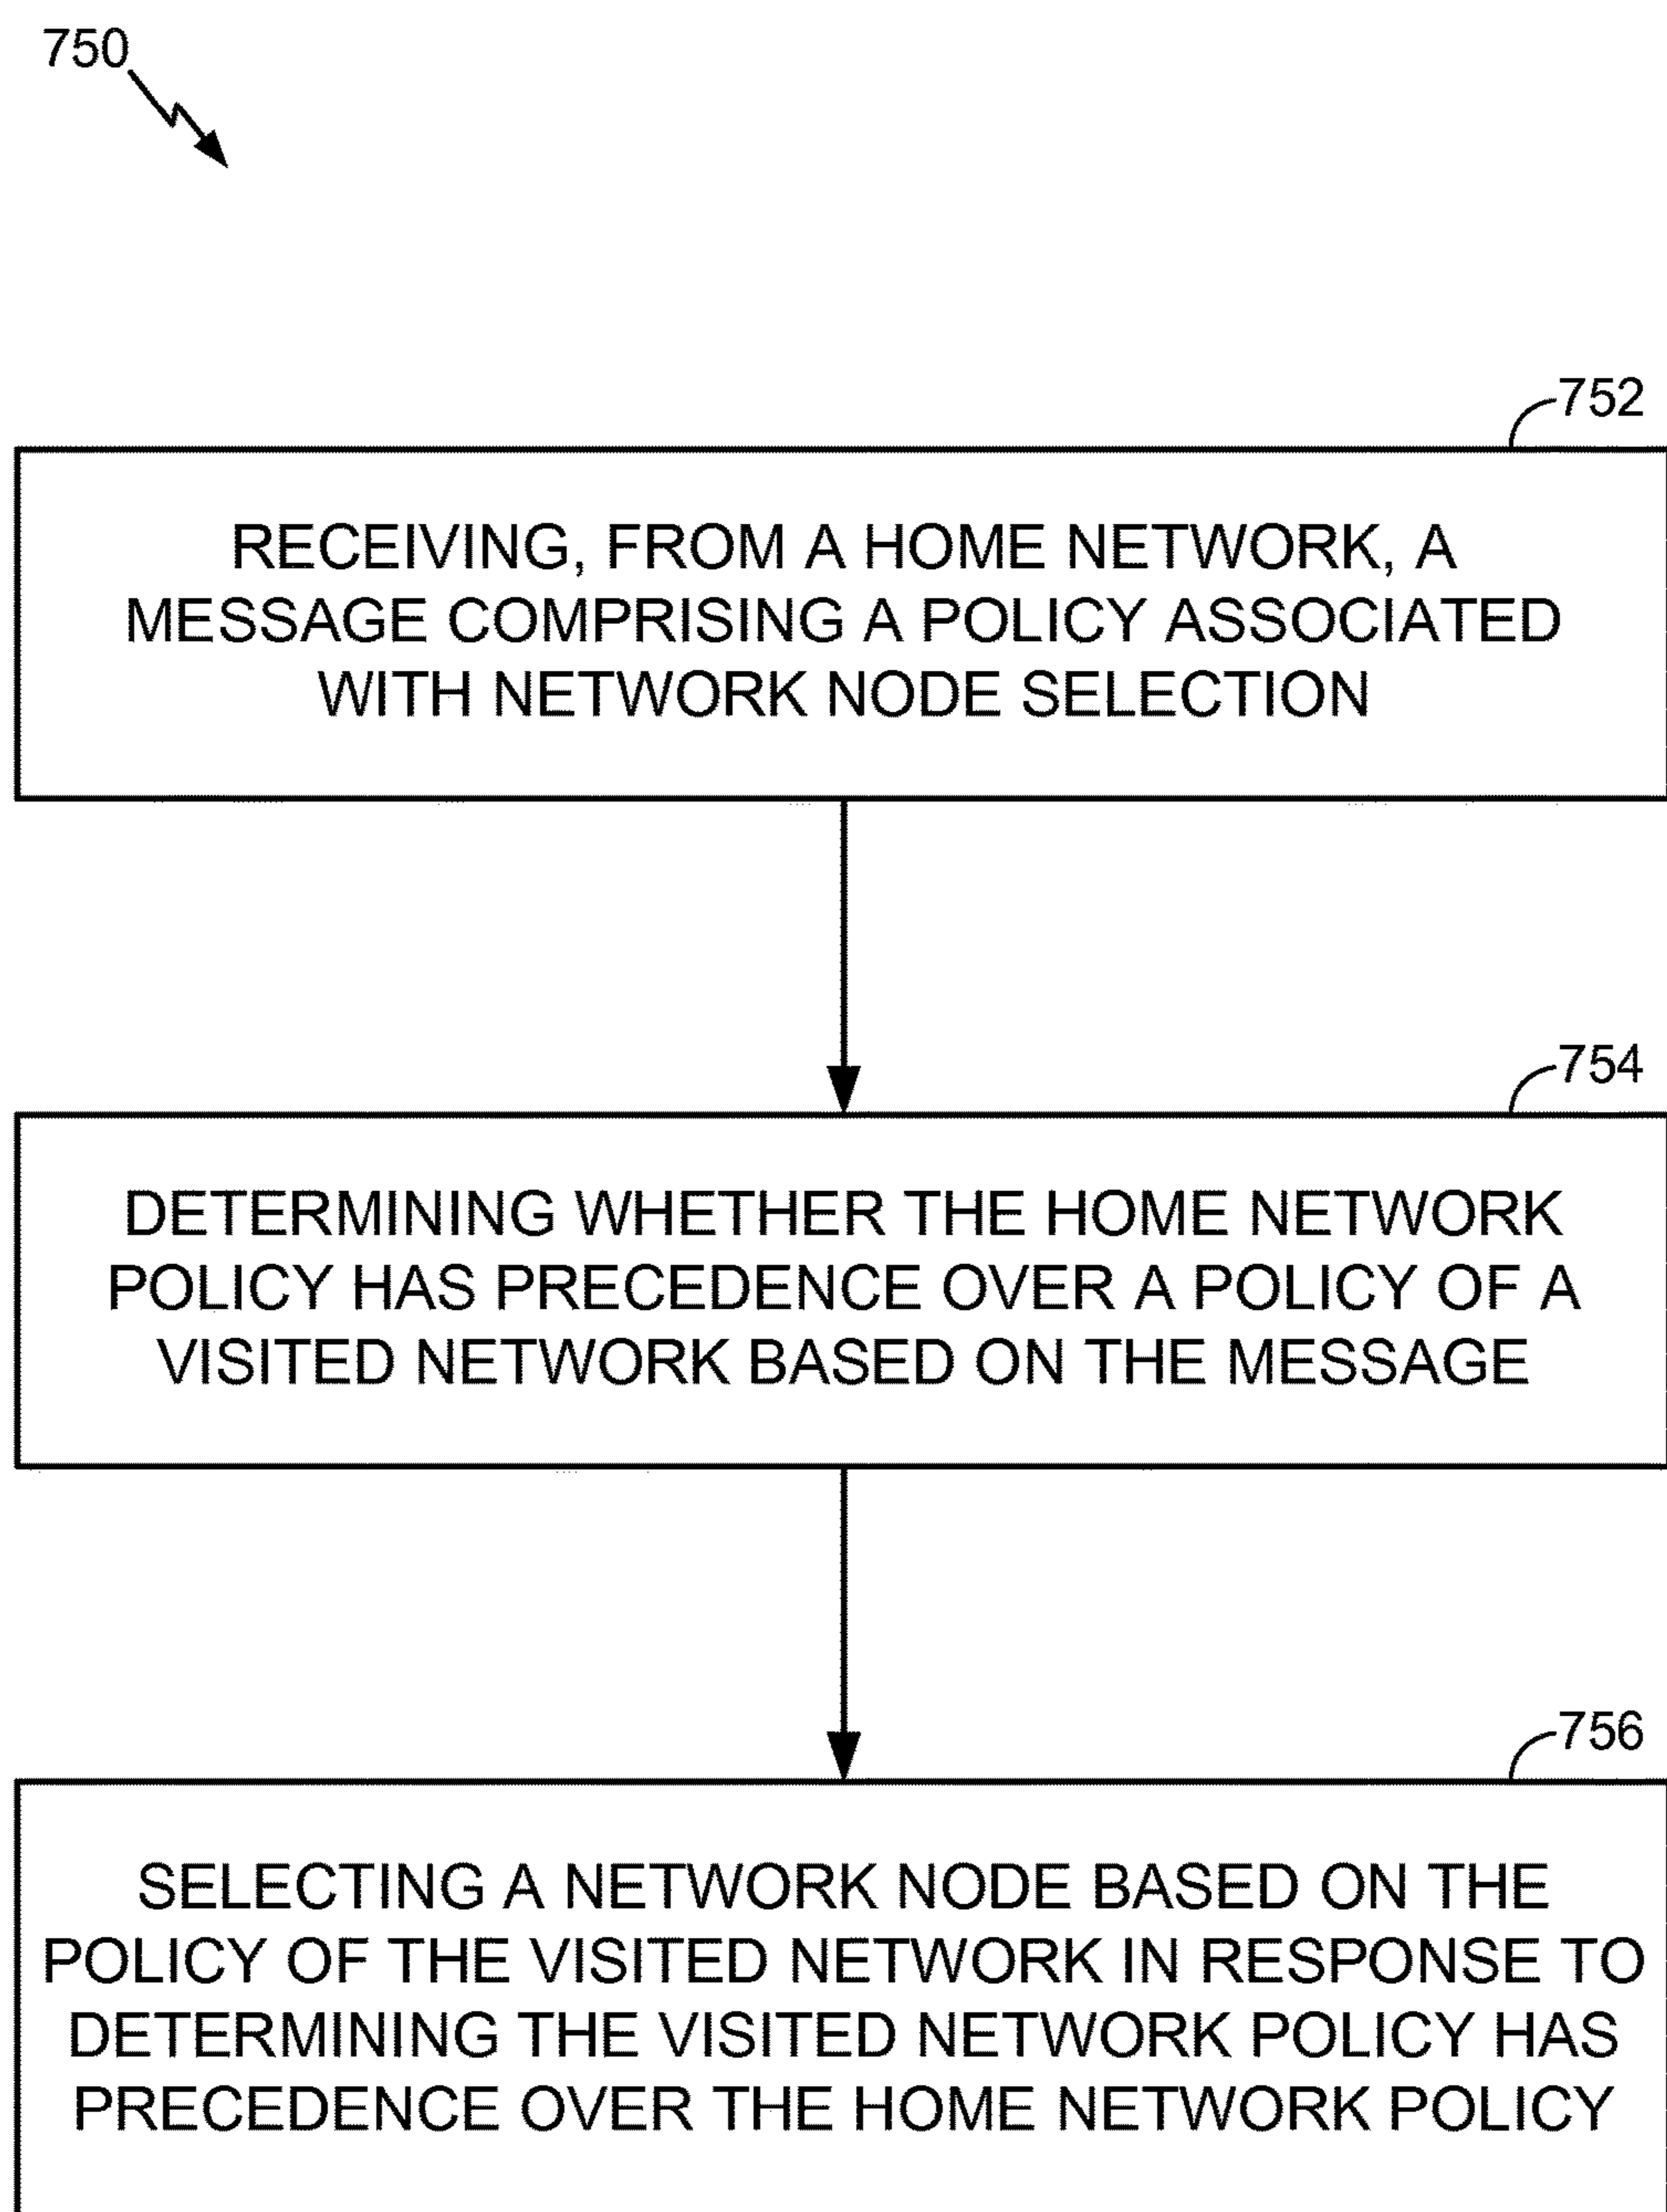 750
752
RECEIVING, FROM A HOME NETWORK, A
MESSAGE COMPRISING A POLICY ASSOCIATED
WITH NETWORK NODE SELECTION
754
DETERMINING WHETHER THE HOME NETWORK
POLICY HAS PRECEDENCE OVER A POLICY OF A
VISITED NETWORK BASED ON THE MESSAGE
756
SELECTING A NETWORK NODE BASED ON THE
POLICY OF THE VISITED NETWORK IN RESPONSE TO
DETERMINING THE VISITED NETWORK POLICY HAS
PRECEDENCE OVER THE HOME NETWORK POLICY